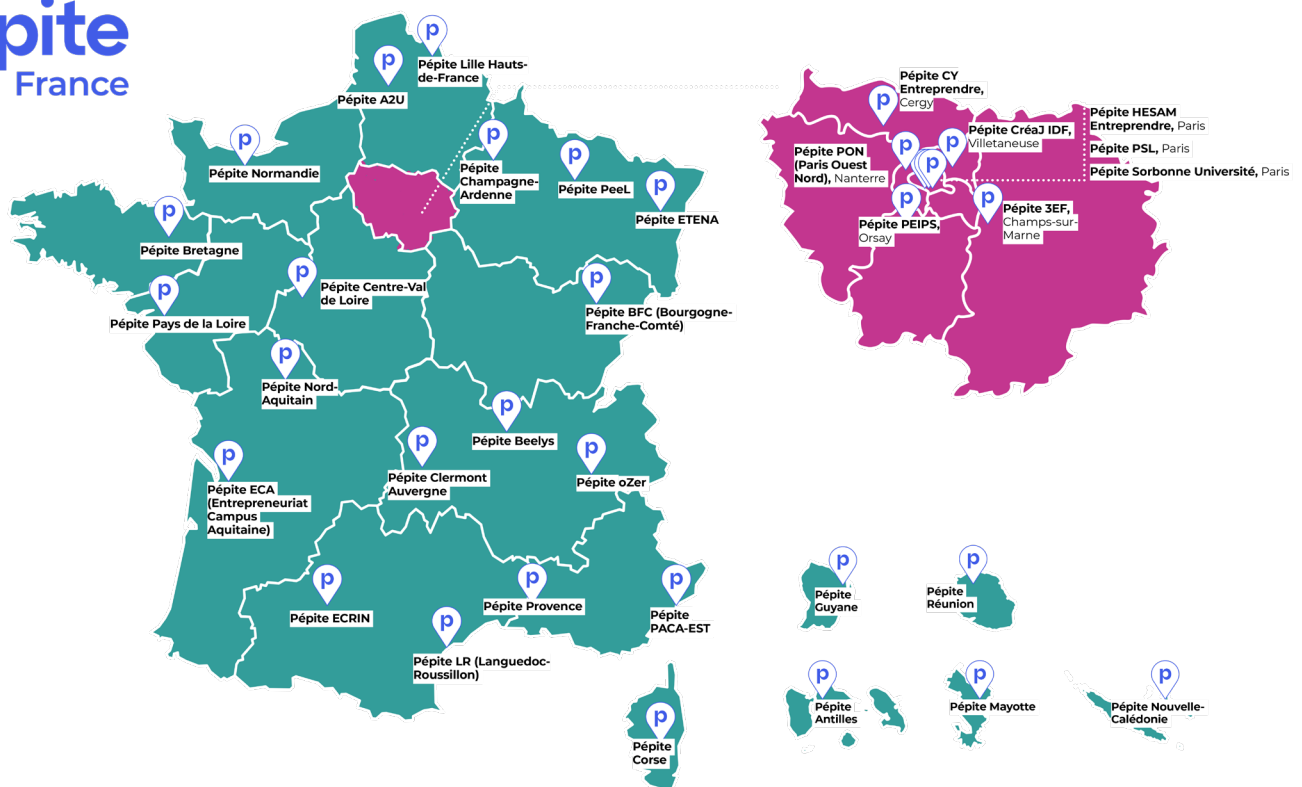 pite
France
Pépite Lille Hauts-
de-France
Pépite A2U
Pépite Normandie
Pépite
Champagne-
Ardenne
Pépite PeeL
Pépite ETENA
Pépite Bretagne
Pépite Centre-Val
de Loire
Pépite Pays de la Loire
Pépite BFC (Bourgogne-
Franche-Comté)
Pépite Nord-
Aquitain
Pépite Beelys
Pépite Clermont
Auvergne
Pépite oZer
Pépite ECA
(Entrepreneuriat
Campus
Aquitaine)
Pépite ECRIN
Pépite Provence
Pépite
PACA-EST
Pépite LR (Languedoc-
Roussillon)
Pépite
Corse
Pépite CY
Entreprendre,
Cergy
Pépite CréaJ IDF,
Villetaneuse
Pépite HESAM
Entreprendre, Paris
Pépite PSL, Paris
Pépite Sorbonne Université, Paris
Pépite PON
(Paris Ouest
Nord), Nanterre
Pépite PEIPS,
Orsay
Pépite 3EF,
Champs-sur-
Marne
Pépite
Guyane
Pépite
Réunion
Pépite
Antilles
Pépite Mayotte
Pépite Nouvelle-
Calédonie